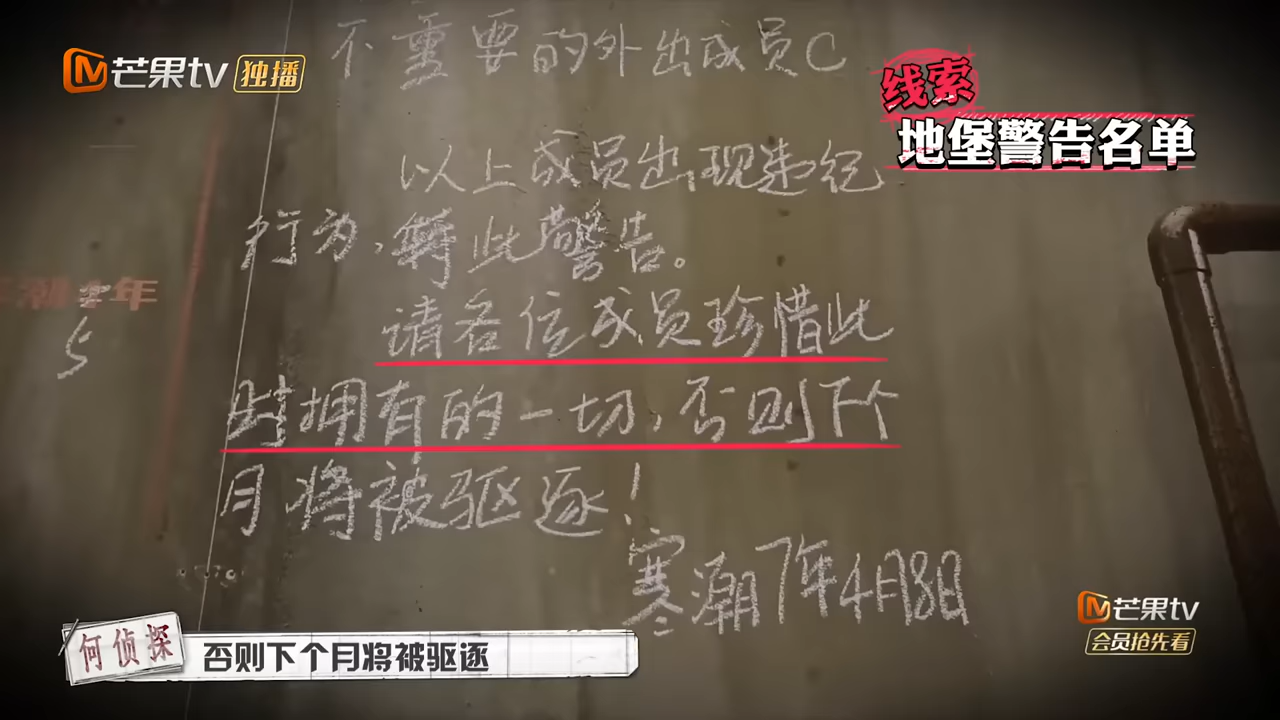 不重要的外出成员C
芒果tv 独播
线索
地堡警告名单
以上成员出现违纪
行为,特此警告。
寒潮 年
5
请各位成员珍惜此
时拥有的一切,否则下个
月将被驱逐!
寒潮7年4月8日
芒果tv
会员抢先看
何侦探
否则下个月将被驱逐